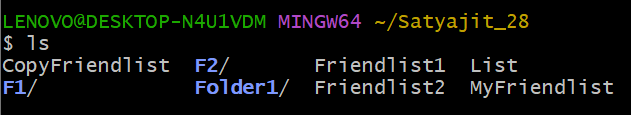 LENOVO@DESKTOP-N4U1VDM MINGW64 ~/Satyajit_28
$ ls
CopyFriendlist  F2/       Friendlist1  List
F1/             Folder1/  Friendlist2  MyFriendlist